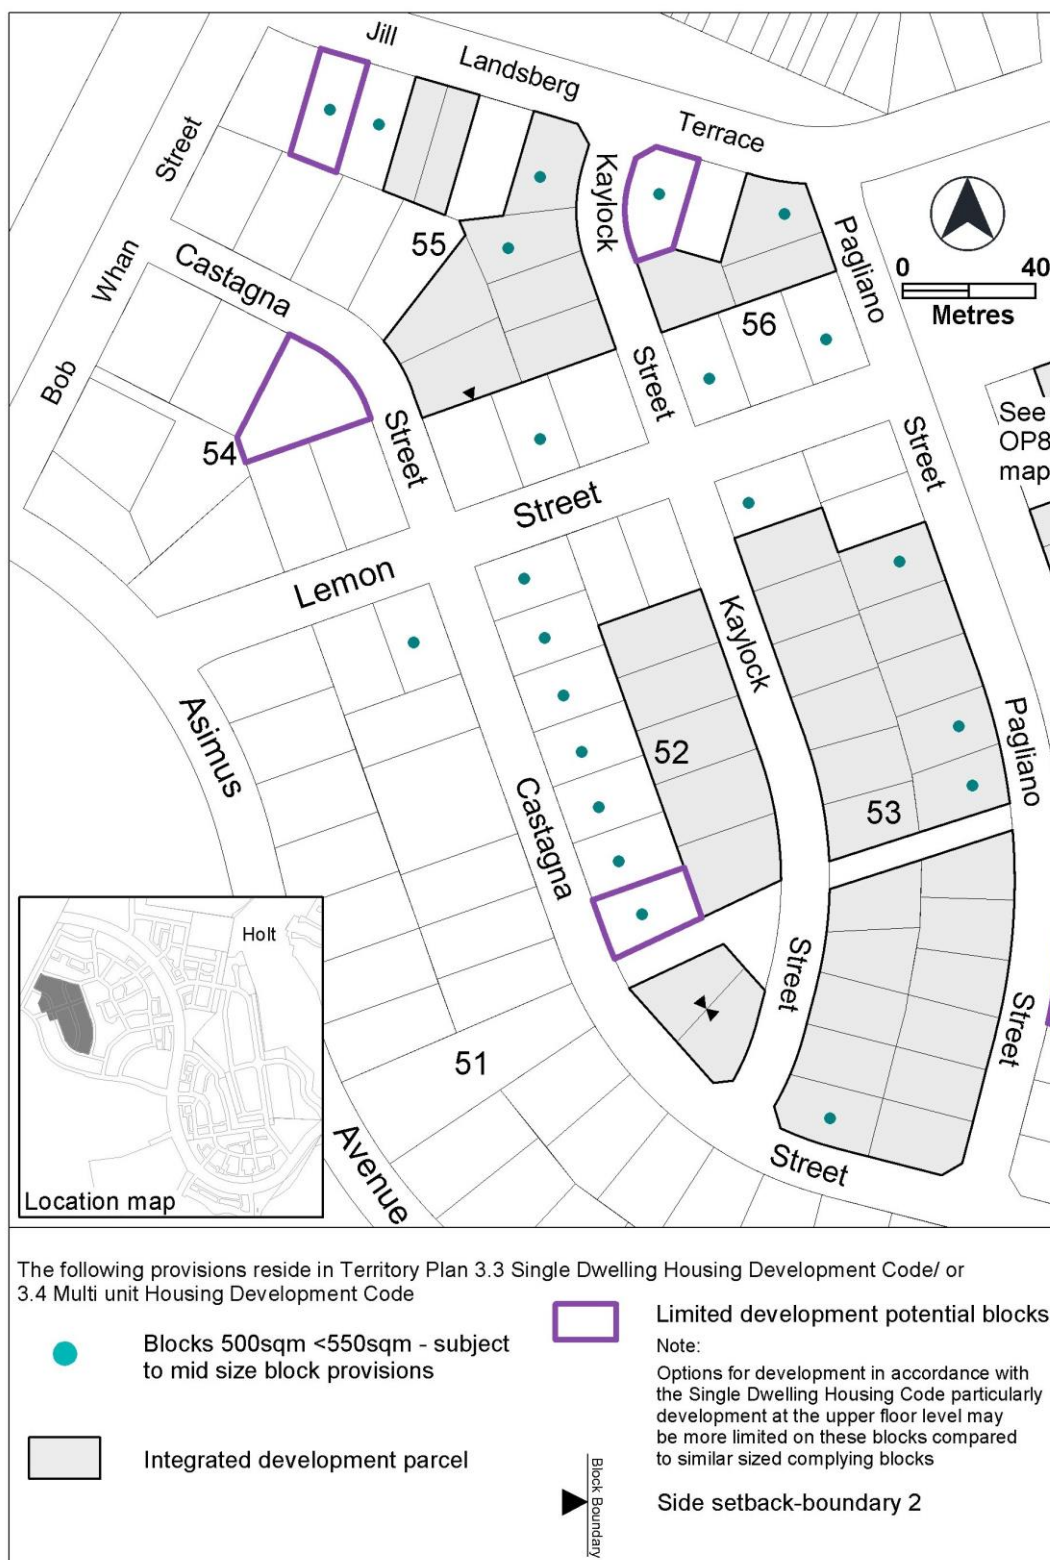 Jill
Landsberg
Terrace
Street
Kaylock
Pagliano
55
Whan
Castagna
0 40
Metres
56
Bob
Street
Street
54
Street
See
OP8
map
Street
Lemon
Kaylock
Asimus
Pagliano
52
Castagna
53
Holt
Street
Street
51
Avenue
Street
Location map
The following provisions reside in Territory Plan 3.3 Single Dwelling Housing Development Code/ or
3.4 Multi unit Housing Development Code
Blocks 500sqm <550sqm - subject
to mid size block provisions
Integrated development parcel
Limited development potential blocks
Note:
Options for development in accordance with
the Single Dwelling Housing Code particularly
development at the upper floor level may
be more limited on these blocks compared
to similar sized complying blocks
Block Boundary
Side setback-boundary 2